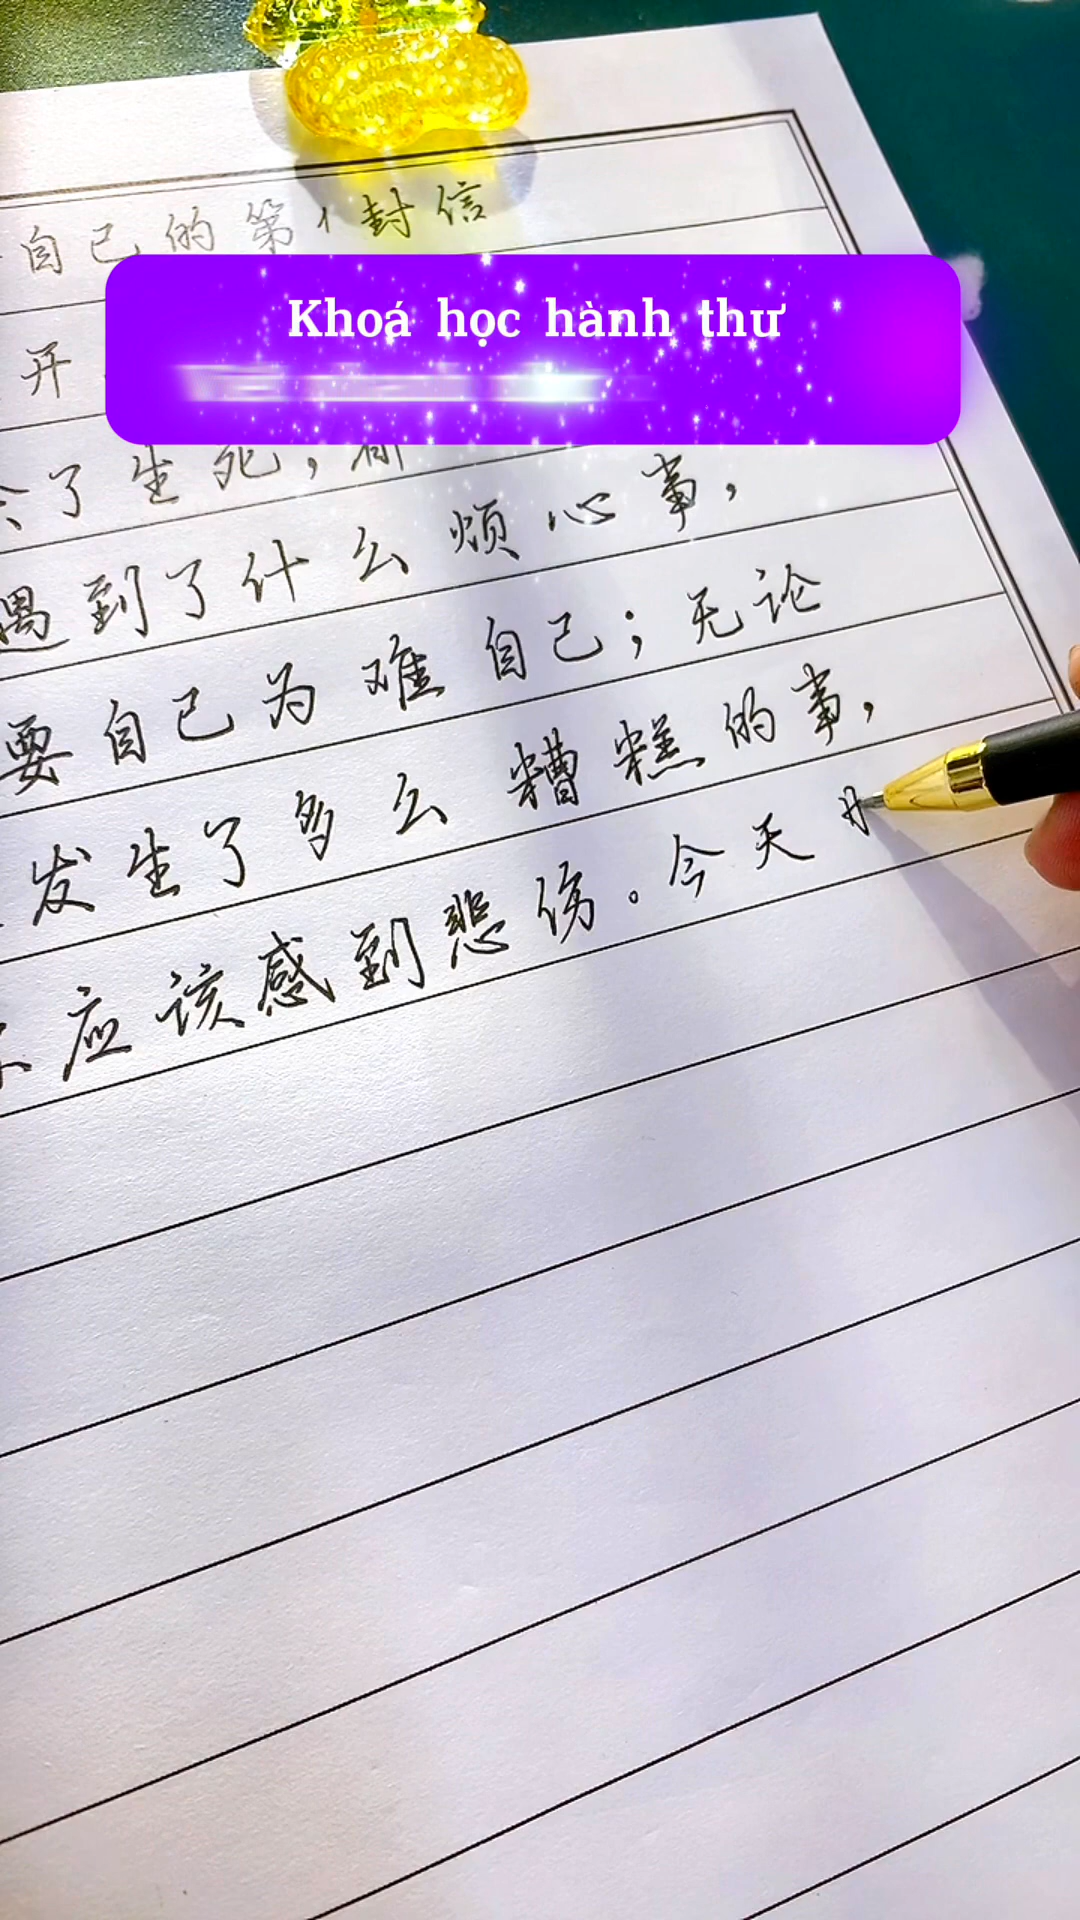 自己的第1封信
Khoá học hành thư
开
了生死,都
遇到了什么烦心事,
要自己为难自己;无论
发生了多么糟糕的事,
不应该感到悲伤。今天